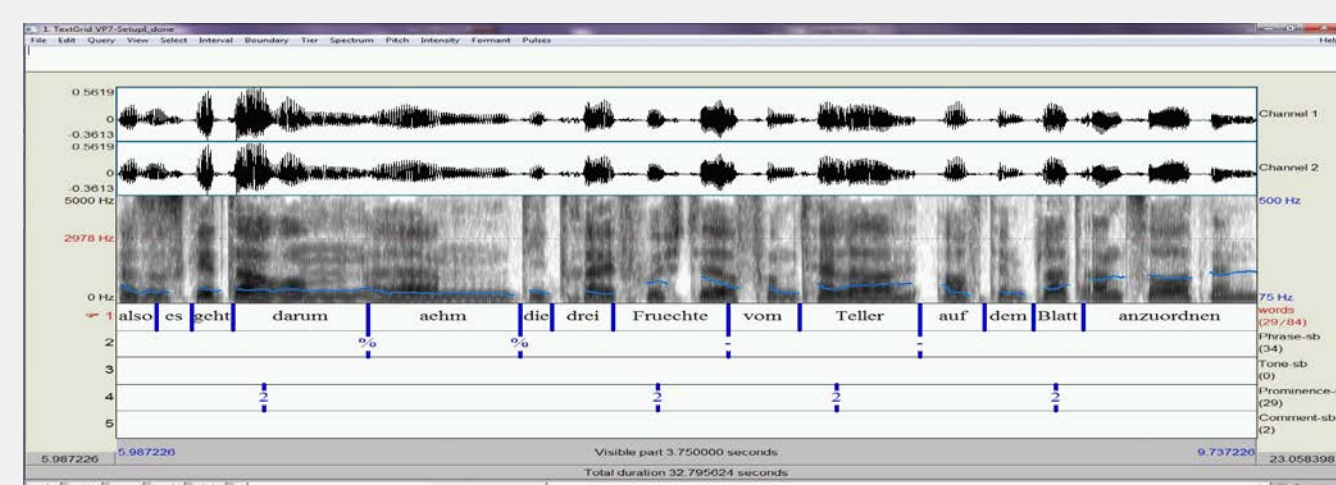 1. TextGrid VP7-SetupI_done
File Edit Query View Select Interval Boundary Tier Spectrum Pitch Intensity Formant Pulses Help
0.5619
0
-0.3613
Channel 1
0.5619
0
-0.3613
Channel 2
5000 Hz
500 Hz
2978 Hz
0 Hz
75 Hz
1 also es geht darum aehm die drei Fruechte vom Teller auf dem Blatt anzuordnen words
(29/84)
2 % % - - Phrase-sb
(34)
3 Tone-sb
(0)
4 2 2 2 2 Prominence-
(29)
5 Comment-sb
(2)
5.987226 5.987226 Visible part 3.750000 seconds 9.737226 23.058398
Total duration 32.795624 seconds